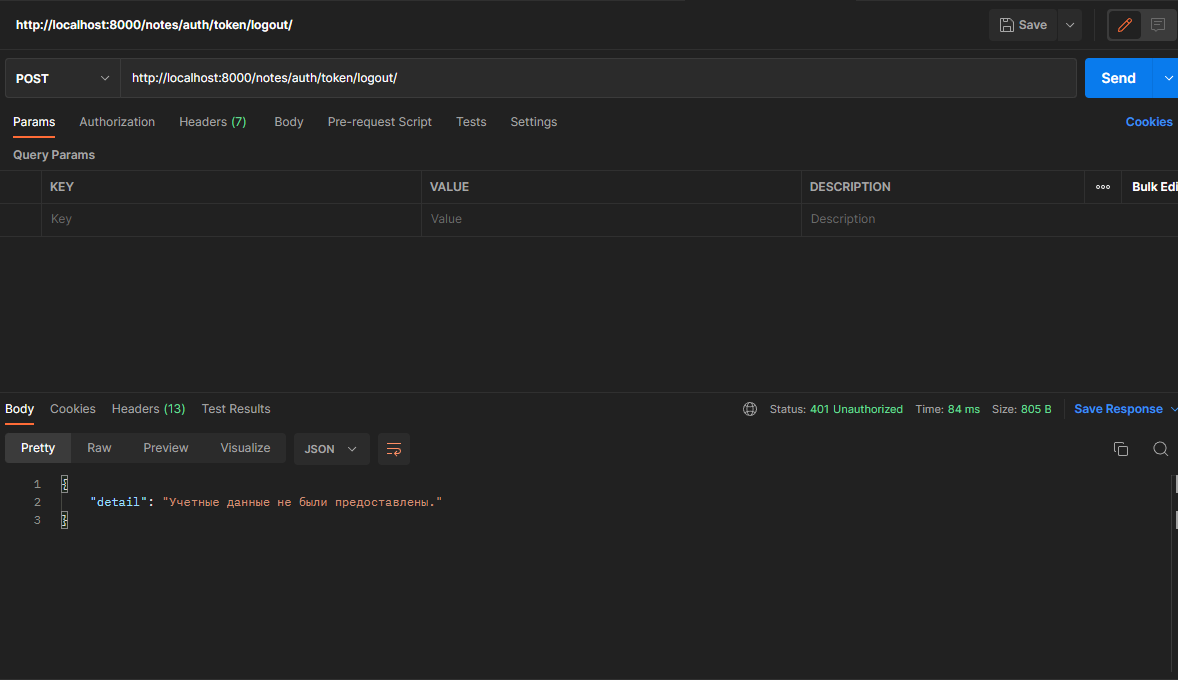 http://localhost:8000/notes/auth/token/logout/
Save
POST http://localhost:8000/notes/auth/token/logout/ Send
Params Authorization Headers (7) Body Pre-request Script Tests Settings Cookies
Query Params
KEY VALUE DESCRIPTION Bulk Edi
Key Value Description
Body Cookies Headers (13) Test Results Status: 401 Unauthorized Time: 84 ms Size: 805 B Save Response
Pretty Raw Preview Visualize JSON
1 {
2 "detail": "Учетные данные не были предоставлены."
3 }